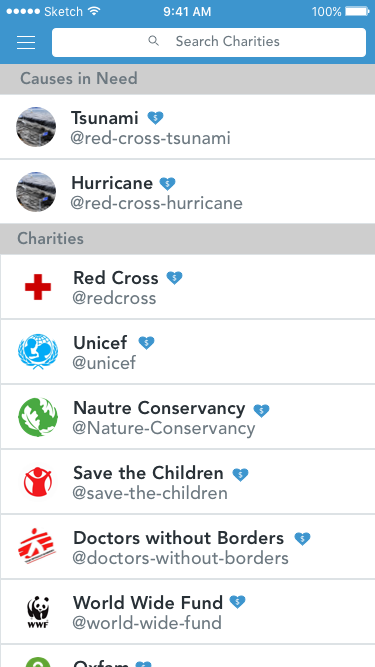 Sketch 9:41 AM 100%
Search Charities
Causes in Need
Tsunami
@red-cross-tsunami
Hurricane
@red-cross-hurricane
Charities
Red Cross
@redcross
Unicef
@unicef
Nautre Conservancy
@Nature-Conservancy
Save the Children
@save-the-children
Doctors without Borders
@doctors-without-borders
WWF
World Wide Fund
@world-wide-fund
Oxfam